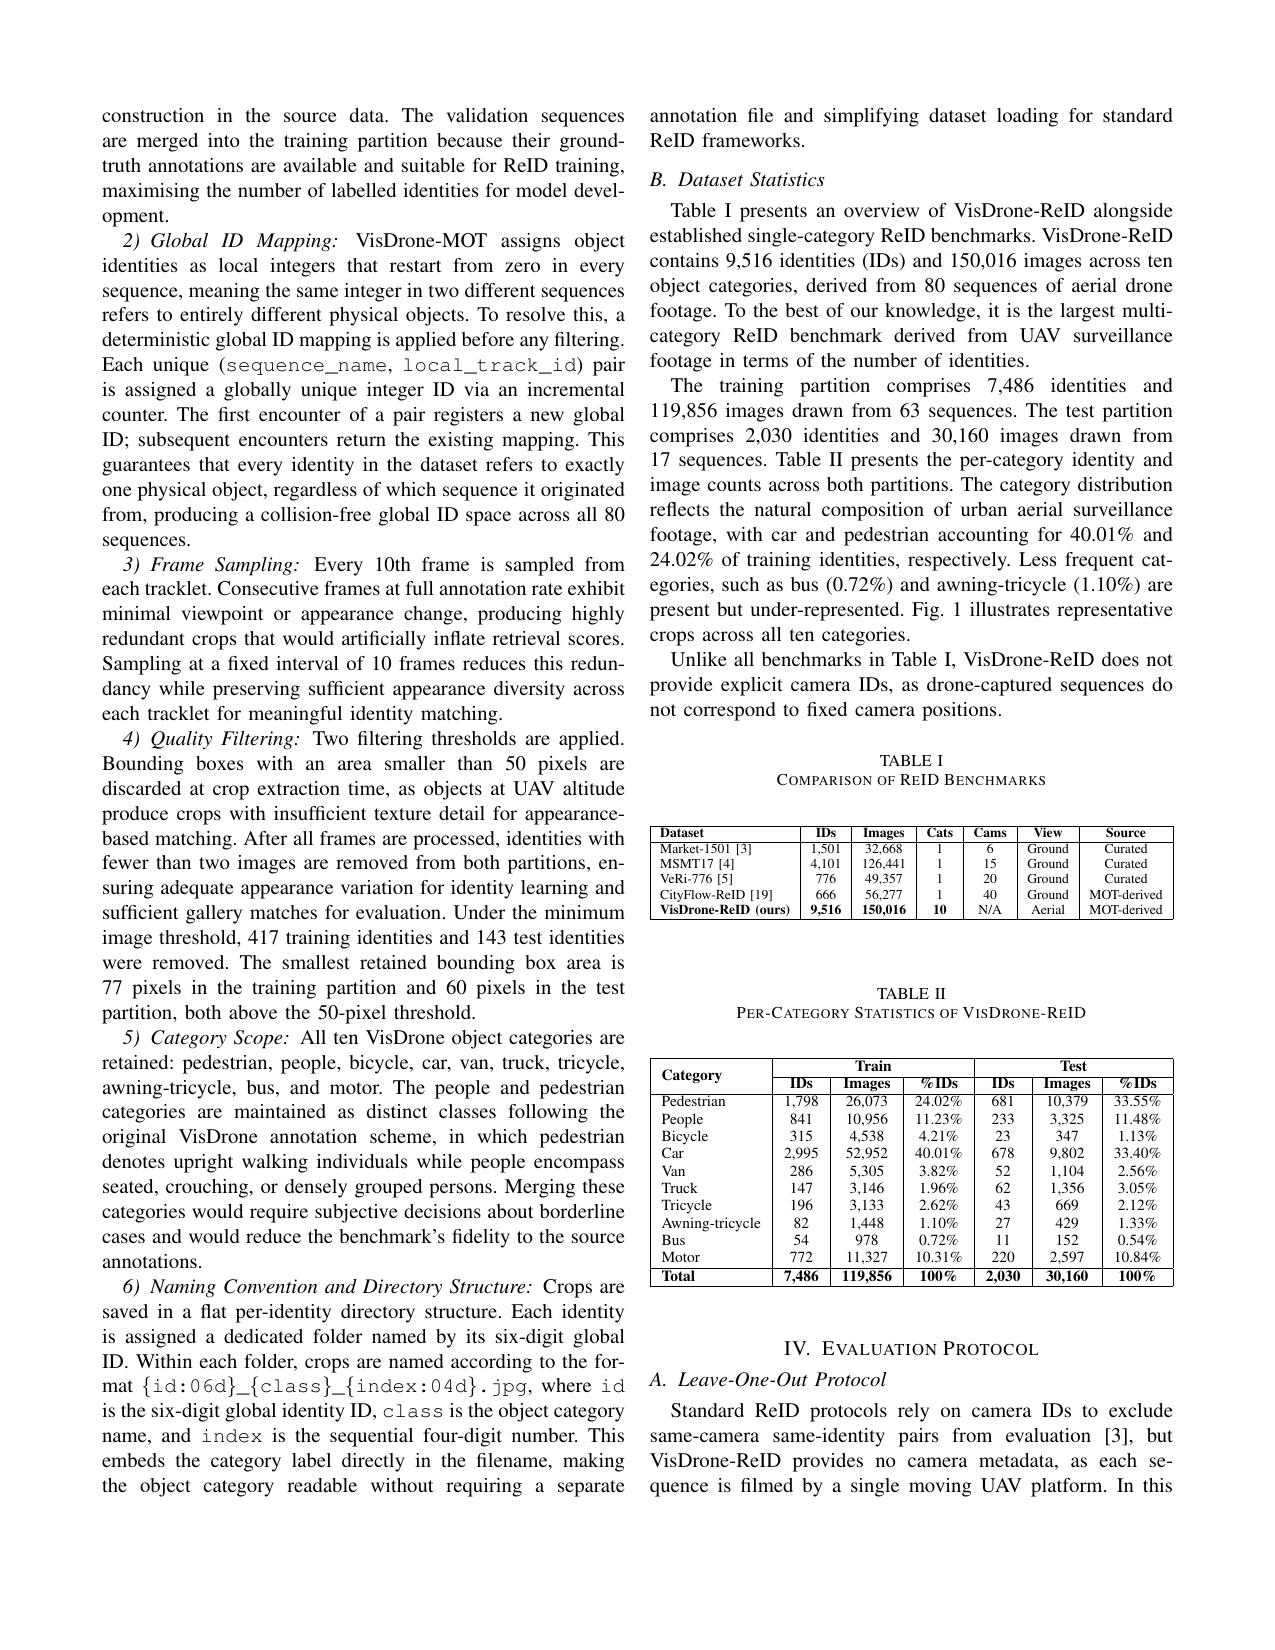 construction in the source data. The validation sequences
are merged into the training partition because their ground-
truth annotations are available and suitable for ReID training,
maximising the number of labelled identities for model devel-
opment.
2) Global ID Mapping: VisDrone-MOT assigns object
identities as local integers that restart from zero in every
sequence, meaning the same integer in two different sequences
refers to entirely different physical objects. To resolve this, a
deterministic global ID mapping is applied before any filtering.
Each unique (sequence_name, local_track_id) pair
is assigned a globally unique integer ID via an incremental
counter. The first encounter of a pair registers a new global
ID; subsequent encounters return the existing mapping. This
guarantees that every identity in the dataset refers to exactly
one physical object, regardless of which sequence it originated
from, producing a collision-free global ID space across all 80
sequences.
3) Frame Sampling: Every 10th frame is sampled from
each tracklet. Consecutive frames at full annotation rate exhibit
minimal viewpoint or appearance change, producing highly
redundant crops that would artificially inflate retrieval scores.
Sampling at a fixed interval of 10 frames reduces this redun-
dancy while preserving sufficient appearance diversity across
each tracklet for meaningful identity matching.
4) Quality Filtering: Two filtering thresholds are applied.
Bounding boxes with an area smaller than 50 pixels are
discarded at crop extraction time, as objects at UAV altitude
produce crops with insufficient texture detail for appearance-
based matching. After all frames are processed, identities with
fewer than two images are removed from both partitions, en-
suring adequate appearance variation for identity learning and
sufficient gallery matches for evaluation. Under the minimum
image threshold, 417 training identities and 143 test identities
were removed. The smallest retained bounding box area is
77 pixels in the training partition and 60 pixels in the test
partition, both above the 50-pixel threshold.
5) Category Scope: All ten VisDrone object categories are
retained: pedestrian, people, bicycle, car, van, truck, tricycle,
awning-tricycle, bus, and motor. The people and pedestrian
categories are maintained as distinct classes following the
original VisDrone annotation scheme, in which pedestrian
denotes upright walking individuals while people encompass
seated, crouching, or densely grouped persons. Merging these
categories would require subjective decisions about borderline
cases and would reduce the benchmark's fidelity to the source
annotations.
6) Naming Convention and Directory Structure: Crops are
saved in a flat per-identity directory structure. Each identity
is assigned a dedicated folder named by its six-digit global
ID. Within each folder, crops are named according to the for-
mat {id:06d}_{class}_{index:04d}.jpg, where id
is the six-digit global identity ID, class is the object category
name, and index is the sequential four-digit number. This
embeds the category label directly in the filename, making
the object category readable without requiring a separate
annotation file and simplifying dataset loading for standard
ReID frameworks.
B. Dataset Statistics
Table I presents an overview of VisDrone-ReID alongside
established single-category ReID benchmarks. VisDrone-ReID
contains 9,516 identities (IDs) and 150,016 images across ten
object categories, derived from 80 sequences of aerial drone
footage. To the best of our knowledge, it is the largest multi-
category ReID benchmark derived from UAV surveillance
footage in terms of the number of identities.
The training partition comprises 7,486 identities and
119,856 images drawn from 63 sequences. The test partition
comprises 2,030 identities and 30,160 images drawn from
17 sequences. Table II presents the per-category identity and
image counts across both partitions. The category distribution
reflects the natural composition of urban aerial surveillance
footage, with car and pedestrian accounting for 40.01% and
24.02% of training identities, respectively. Less frequent cat-
egories, such as bus (0.72%) and awning-tricycle (1.10%) are
present but under-represented. Fig. 1 illustrates representative
crops across all ten categories.
Unlike all benchmarks in Table I, VisDrone-ReID does not
provide explicit camera IDs, as drone-captured sequences do
not correspond to fixed camera positions.
TABLE I
COMPARISON OF REID BENCHMARKS
Dataset IDs Images Cats Cams View Source
Market-1501 [3] 1,501 32,668 1 6 Ground Curated
MSMT17 [4] 4,101 126,441 1 15 Ground Curated
VeRi-776 [5] 776 49,357 1 20 Ground Curated
CityFlow-ReID [19] 666 56,277 1 40 Ground MOT-derived
VisDrone-ReID (ours) 9,516 150,016 10 N/A Aerial MOT-derived
TABLE II
PER-CATEGORY STATISTICS OF VISDRONE-REID
Category Train Test
IDs Images %IDs IDs Images %IDs
Pedestrian 1,798 26,073 24.02% 681 10,379 33.55%
People 841 10,956 11.23% 233 3,325 11.48%
Bicycle 315 4,538 4.21% 23 347 1.13%
Car 2,995 52,952 40.01% 678 9,802 33.40%
Van 286 5,305 3.82% 52 1,104 2.56%
Truck 147 3,146 1.96% 62 1,356 3.05%
Tricycle 196 3,133 2.62% 43 669 2.12%
Awning-tricycle 82 1,448 1.10% 27 429 1.33%
Bus 54 978 0.72% 11 152 0.54%
Motor 772 11,327 10.31% 220 2,597 10.84%
Total 7,486 119,856 100% 2,030 30,160 100%
IV. EVALUATION PROTOCOL
A. Leave-One-Out Protocol
Standard ReID protocols rely on camera IDs to exclude
same-camera same-identity pairs from evaluation [3], but
VisDrone-ReID provides no camera metadata, as each se-
quence is filmed by a single moving UAV platform. In this